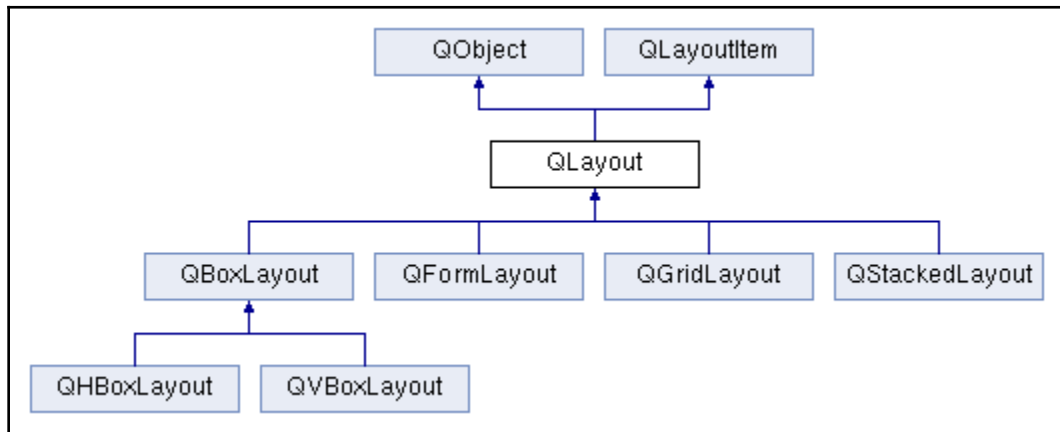 QObject
QLayoutItem
QLayout
QBoxLayout
QFormLayout
QGridLayout
QStackedLayout
QHBoxLayout
QVBoxLayout